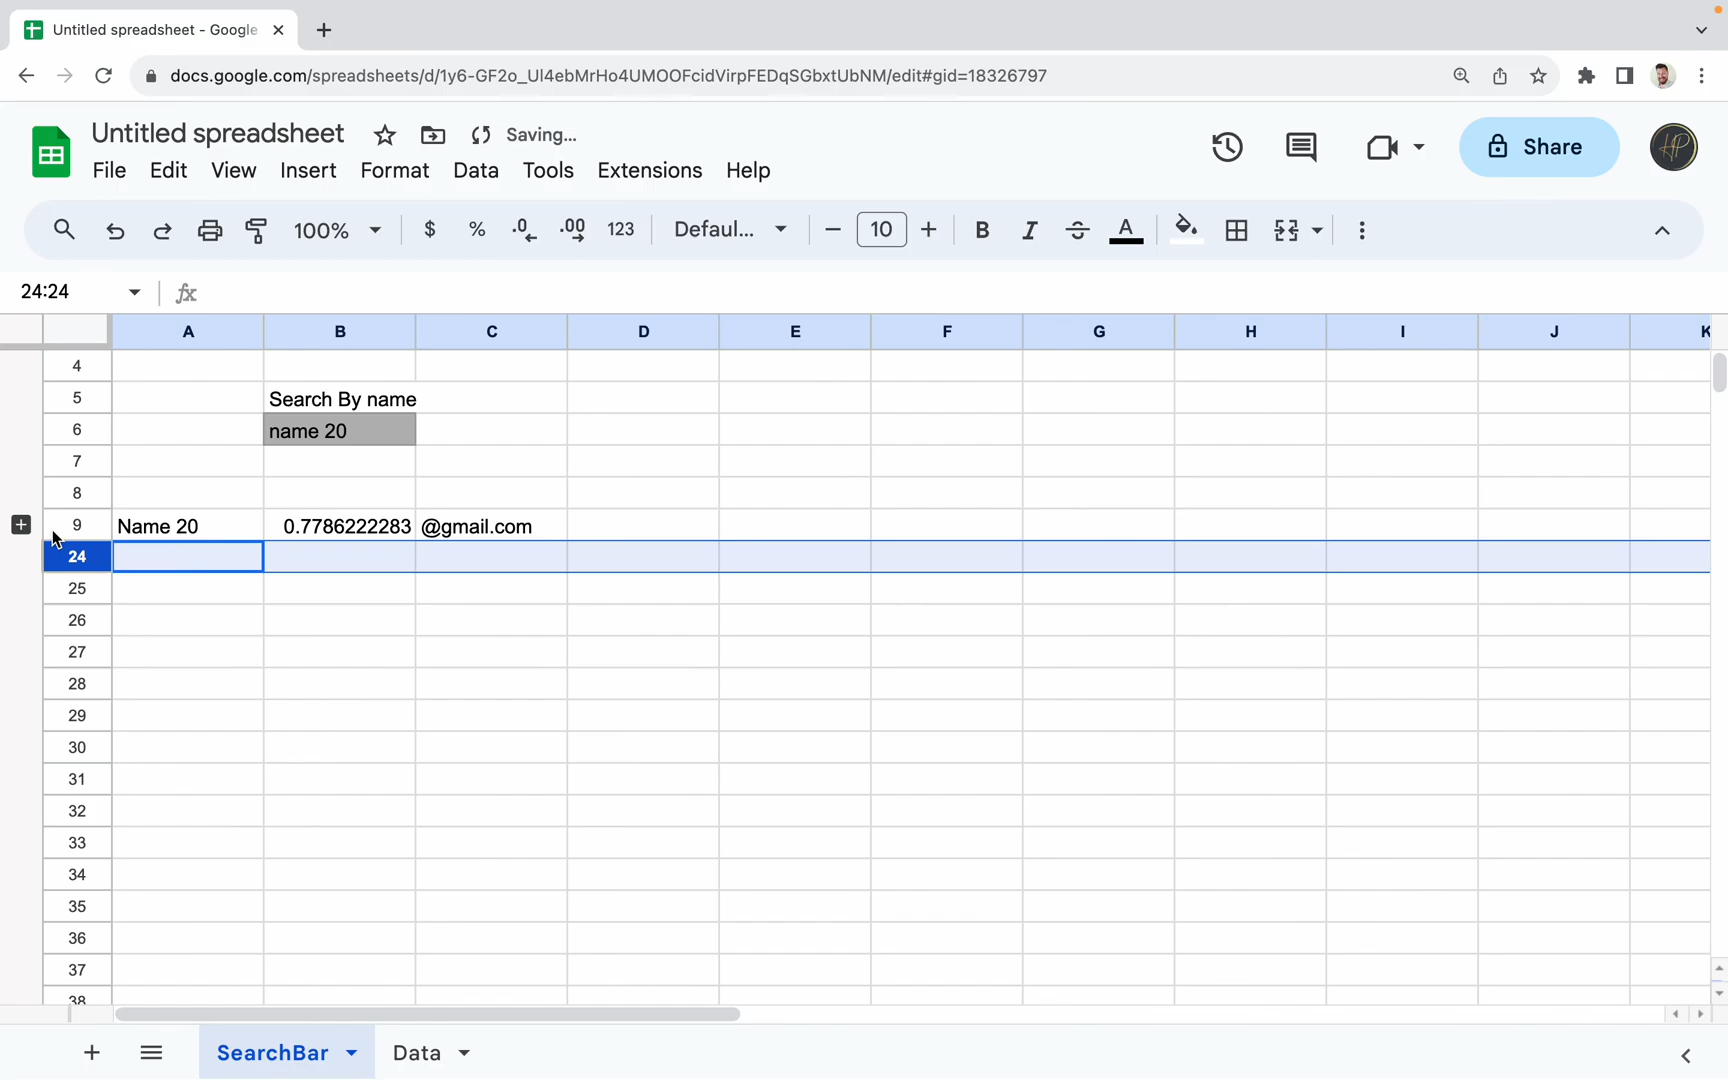 Untitled spreadsheet - Google
docs.google.com/spreadsheets/d/1y6-GF2o_Ul4ebMrHo4UMOOFcidVirpFEDqSGbxtUbNM/edit#gid=18326797
Untitled spreadsheet Saving...
File Edit View Insert Format Data Tools Extensions Help
Share
100% $ % .0 .00 123 Defaul... 10 B I A
24:24 fx
A B C D E F G H I J K
4
5 Search By name
6 name 20
7
8
9 Name 20 0.7786222283 @gmail.com
24
25
26
27
28
29
30
31
32
33
34
35
36
37
38
SearchBar Data